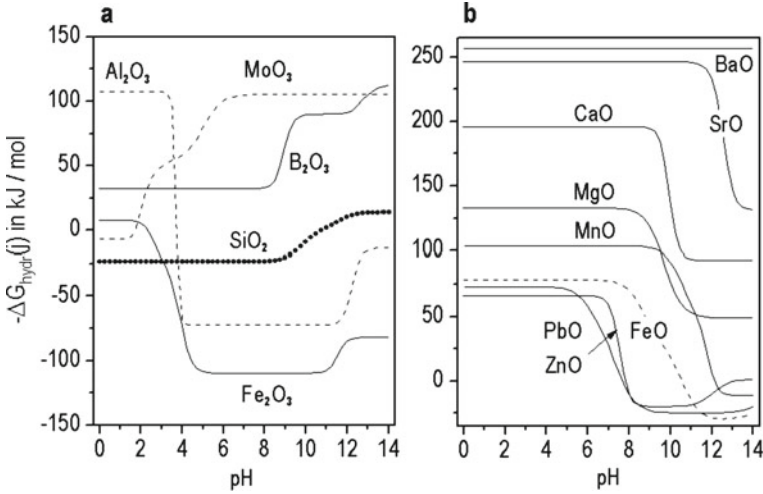 a
b
-ΔG_hydr(j) in kJ / mol
150
100
50
0
-50
-100
-150
Al₂O₃
MoO₃
B₂O₃
SiO₂
Fe₂O₃
0 2 4 6 8 10 12 14
pH
250
200
150
100
50
0
BaO
SrO
CaO
MgO
MnO
PbO
FeO
ZnO
0 2 4 6 8 10 12 14
pH